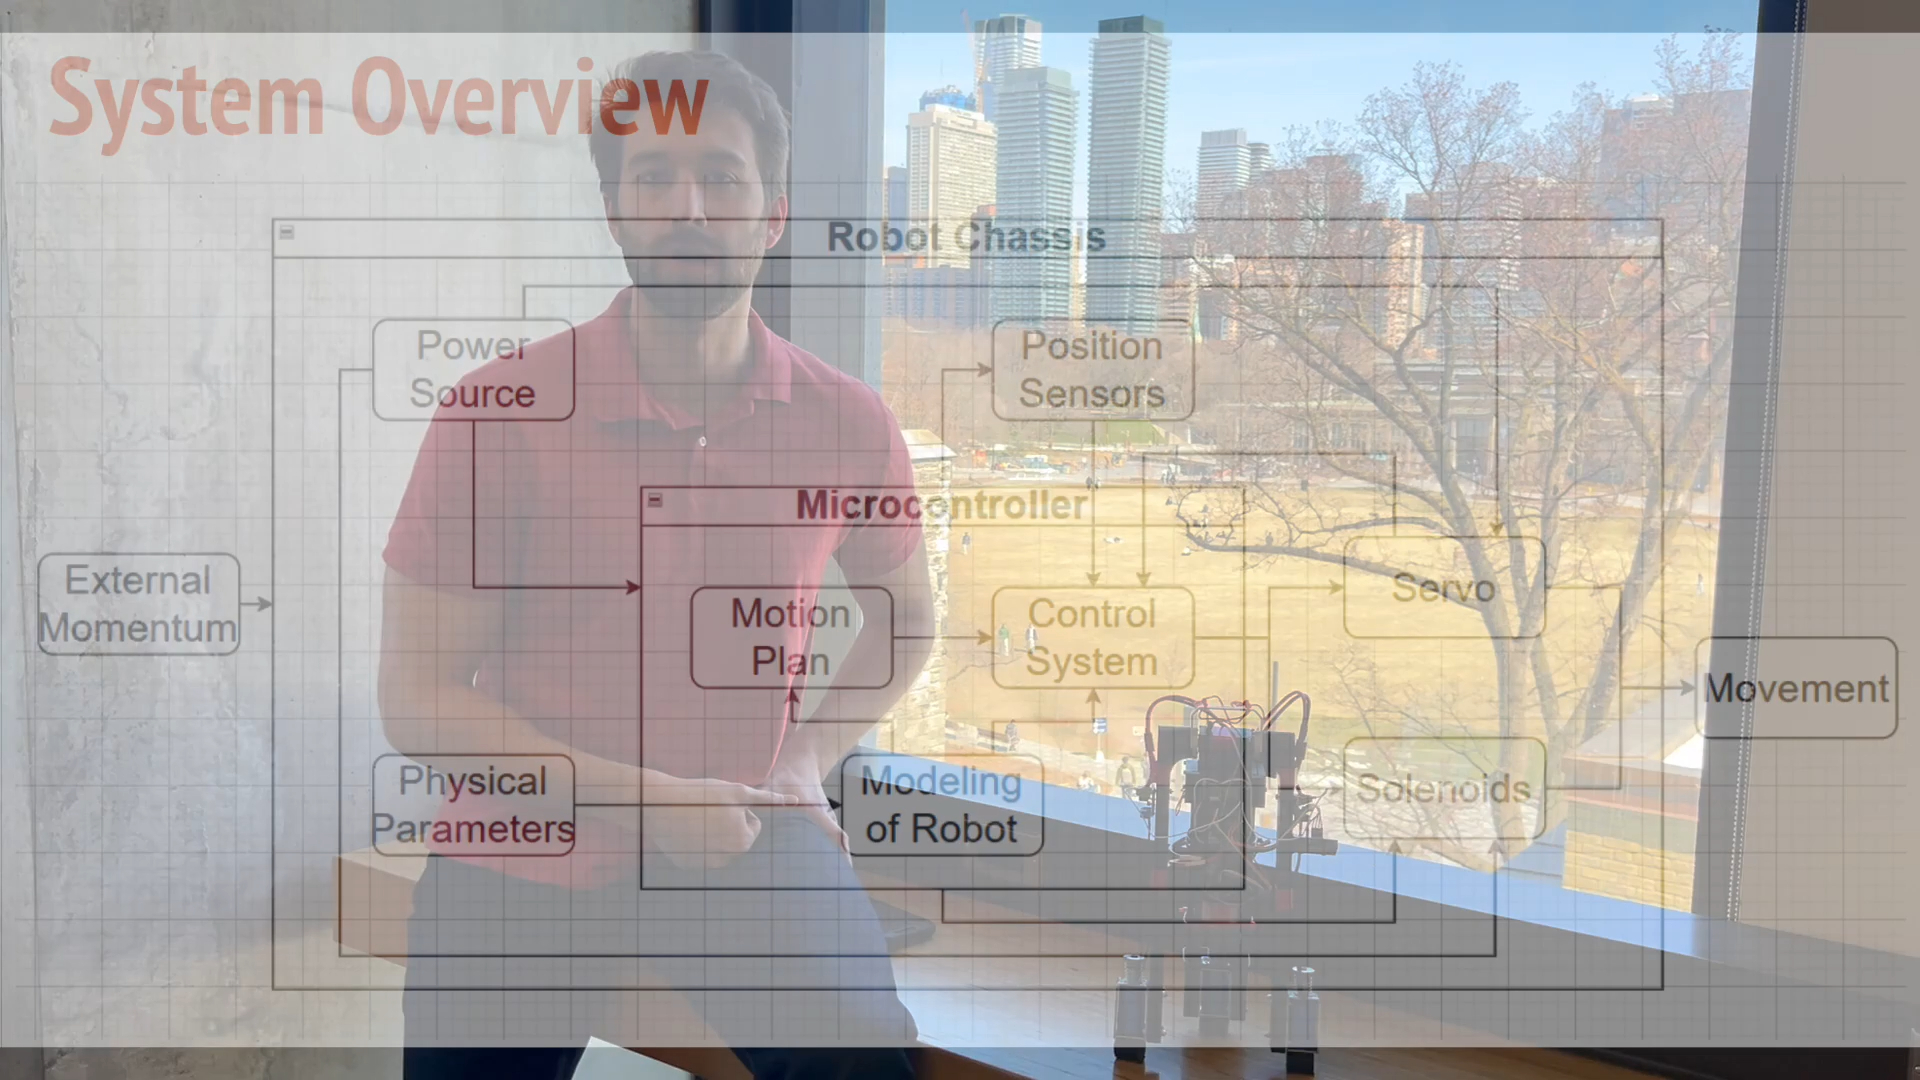 System Overview
Robot Chassis
Power
Source
Position
Sensors
Microcontroller
External
Momentum
Motion
Plan
Control
System
Servo
Movement
Physical
Parameters
Modeling
of Robot
Solenoids